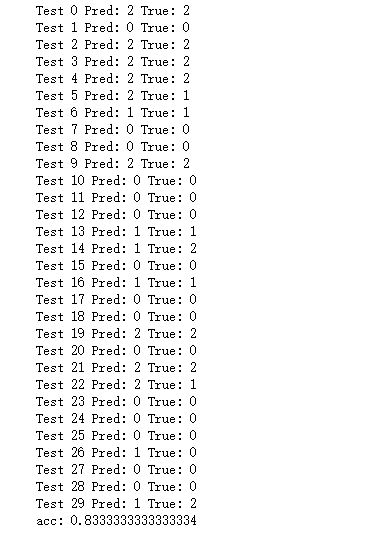 Test 0 Pred: 2 True: 2
Test 1 Pred: 0 True: 0
Test 2 Pred: 2 True: 2
Test 3 Pred: 2 True: 2
Test 4 Pred: 2 True: 2
Test 5 Pred: 2 True: 1
Test 6 Pred: 1 True: 1
Test 7 Pred: 0 True: 0
Test 8 Pred: 0 True: 0
Test 9 Pred: 2 True: 2
Test 10 Pred: 0 True: 0
Test 11 Pred: 0 True: 0
Test 12 Pred: 0 True: 0
Test 13 Pred: 1 True: 1
Test 14 Pred: 1 True: 2
Test 15 Pred: 0 True: 0
Test 16 Pred: 1 True: 1
Test 17 Pred: 0 True: 0
Test 18 Pred: 0 True: 0
Test 19 Pred: 2 True: 2
Test 20 Pred: 0 True: 0
Test 21 Pred: 2 True: 2
Test 22 Pred: 2 True: 1
Test 23 Pred: 0 True: 0
Test 24 Pred: 0 True: 0
Test 25 Pred: 0 True: 0
Test 26 Pred: 1 True: 0
Test 27 Pred: 0 True: 0
Test 28 Pred: 0 True: 0
Test 29 Pred: 1 True: 2
acc: 0.8333333333333334